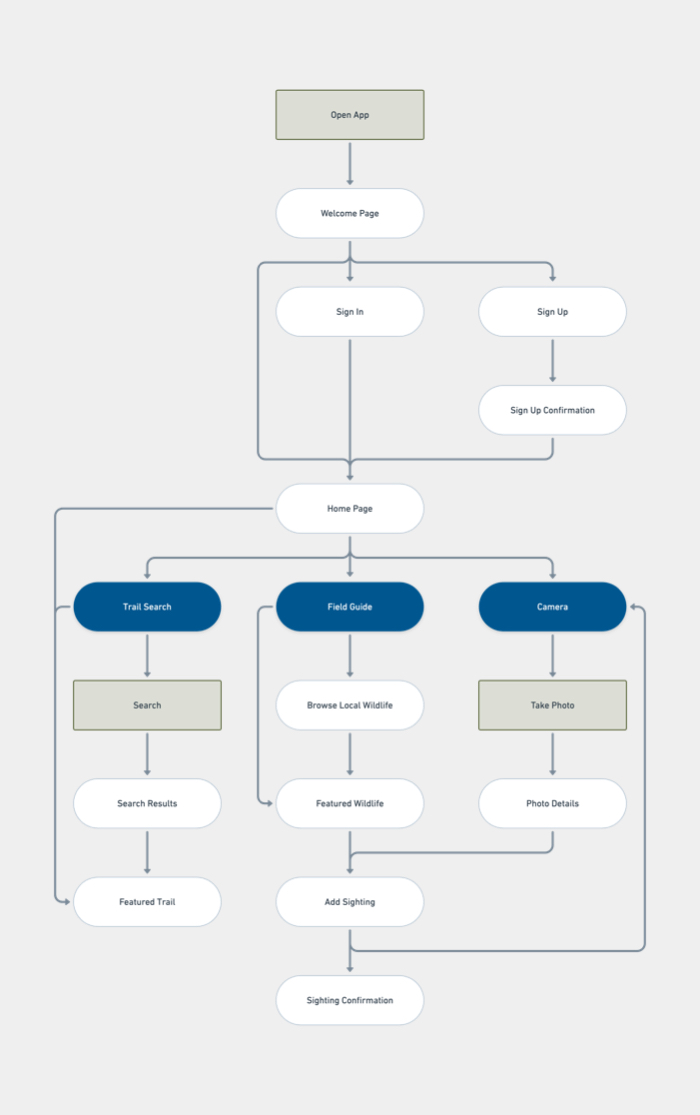 Open App
Welcome Page
Sign In
Sign Up
Sign Up Confirmation
Home Page
Trail Search
Field Guide
Camera
Search
Browse Local Wildlife
Take Photo
Search Results
Featured Wildlife
Photo Details
Featured Trail
Add Sighting
Sighting Confirmation